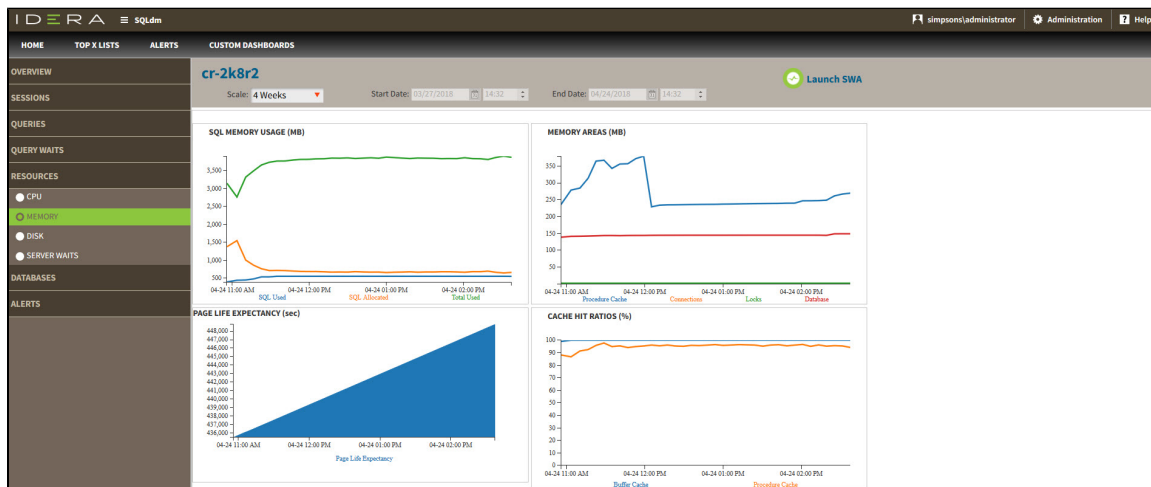 IDERA SQLdm
simpsons\administrator Administration ? Help
HOME TOP X LISTS ALERTS CUSTOM DASHBOARDS
OVERVIEW
SESSIONS
QUERIES
QUERY WAITS
RESOURCES
CPU
MEMORY
DISK
SERVER WAITS
DATABASES
ALERTS
cr-2k8r2
Launch SWA
Scale: 4 Weeks Start Date: 03/27/2018 14:32 End Date: 04/24/2018 14:32
SQL MEMORY USAGE (MB)
3,500
3,000
2,500
2,000
1,500
1,000
500
04-24 11:00 AM 04-24 12:00 PM 04-24 01:00 PM 04-24 02:00 PM
SQL Used SQL Allocated Total Used
MEMORY AREAS (MB)
350
300
250
200
150
100
50
04-24 11:00 AM 04-24 12:00 PM 04-24 01:00 PM 04-24 02:00 PM
Procedure Cache Connections Locks Database
PAGE LIFE EXPECTANCY (sec)
448,000
447,000
446,000
445,000
444,000
443,000
442,000
441,000
440,000
439,000
438,000
437,000
436,000
04-24 11:00 AM 04-24 12:00 PM 04-24 01:00 PM 04-24 02:00 PM
Page Life Expectancy
CACHE HIT RATIOS (%)
100
90
80
70
60
50
40
30
20
10
0
04-24 11:00 AM 04-24 12:00 PM 04-24 01:00 PM 04-24 02:00 PM
Buffer Cache Procedure Cache